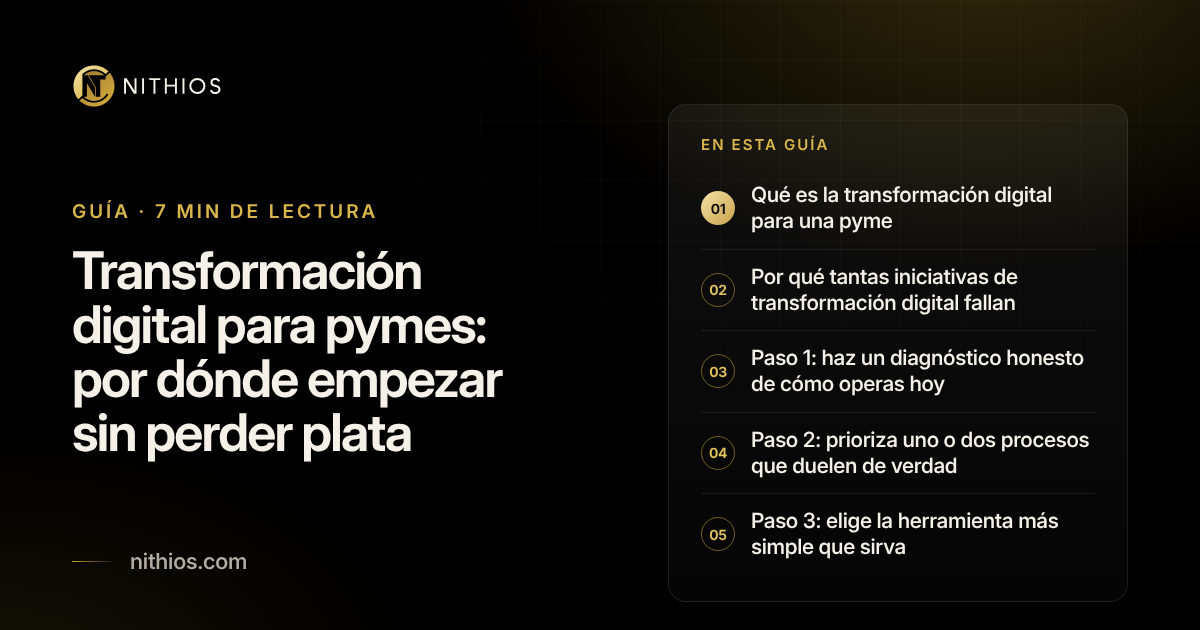 NITHIOS
GUÍA · 7 MIN DE LECTURA
Transformación
digital para pymes:
por dónde empezar
sin perder plata
nithios.com
EN ESTA GUÍA
01
Qué es la transformación digital
para una pyme
02
Por qué tantas iniciativas de
transformación digital fallan
03
Paso 1: haz un diagnóstico honesto
de cómo operas hoy
04
Paso 2: prioriza uno o dos procesos
que duelen de verdad
05
Paso 3: elige la herramienta más
simple que sirva